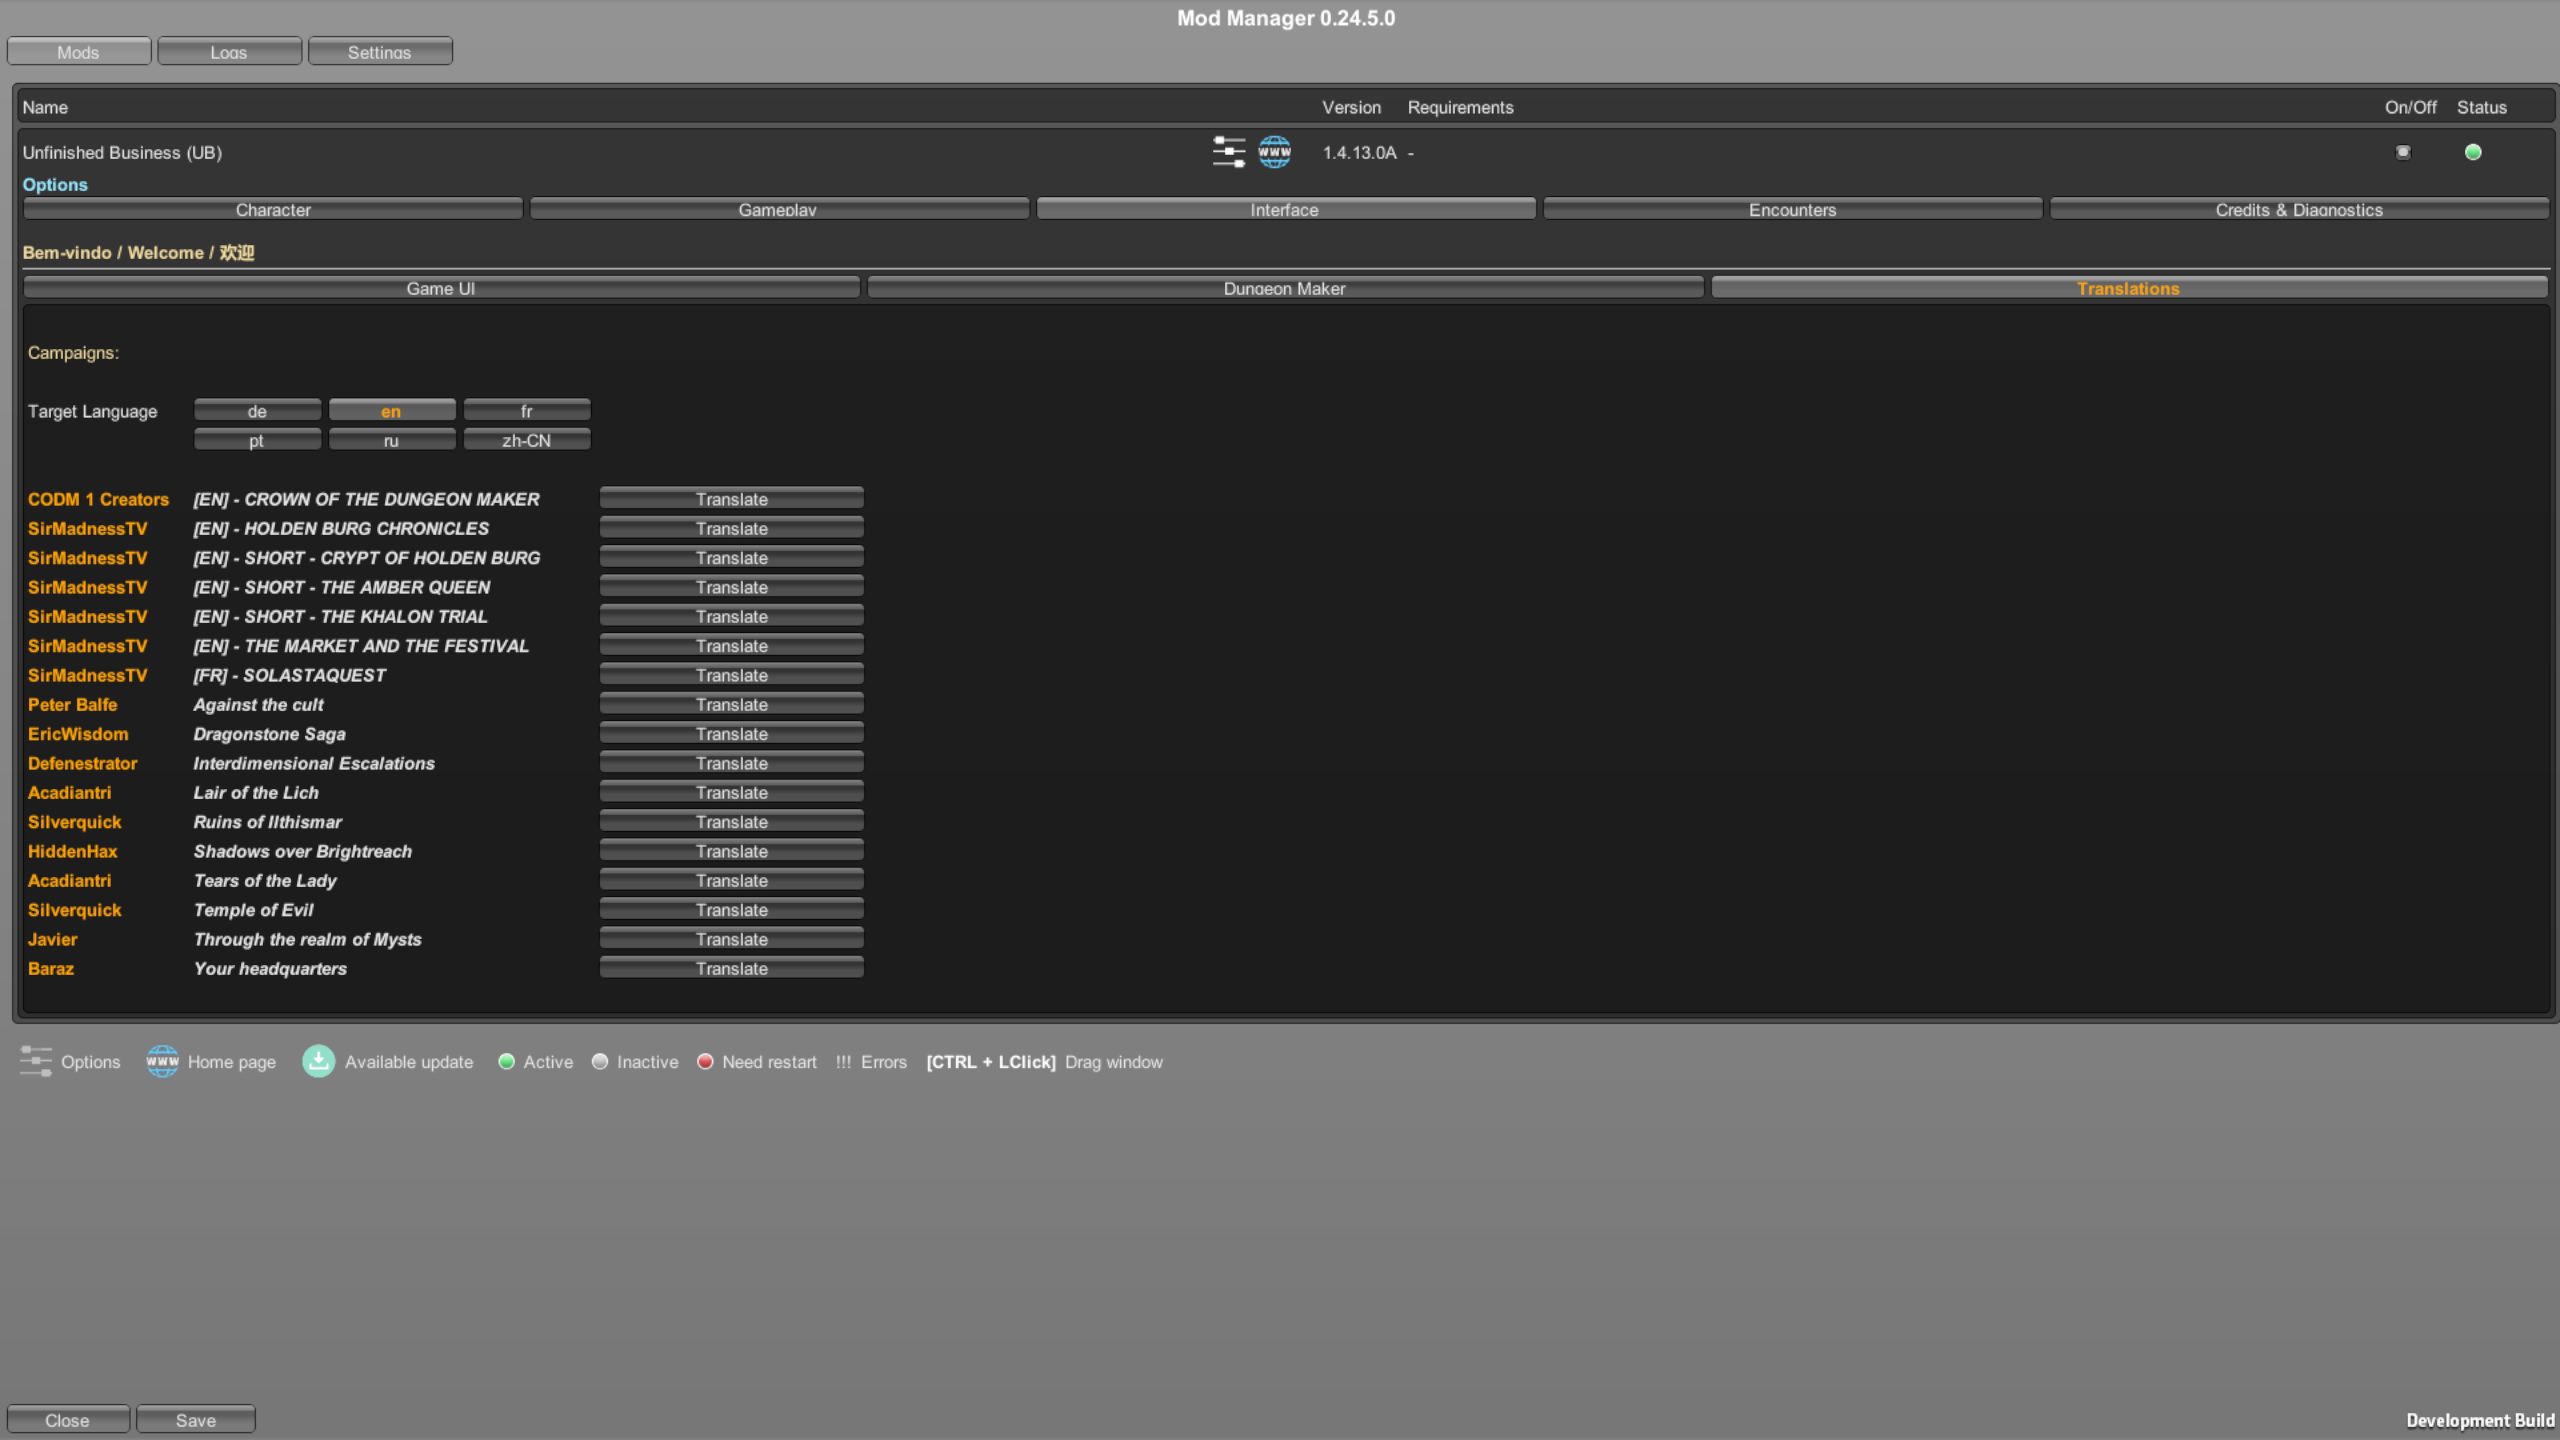 Mod Manager 0.24.5.0
Mods Logs Settings
Name Version Requirements On/Off Status
Unfinished Business (UB) www 1.4.13.0A - 
Options
Character Gameplay Interface Encounters Credits & Diagnostics
Bem-vindo / Welcome / 欢迎
Game UI Dungeon Maker Translations
Campaigns:
Target Language de en fr
pt ru zh-CN
CODM 1 Creators [EN] - CROWN OF THE DUNGEON MAKER Translate
SirMadnessTV [EN] - HOLDEN BURG CHRONICLES Translate
SirMadnessTV [EN] - SHORT - CRYPT OF HOLDEN BURG Translate
SirMadnessTV [EN] - SHORT - THE AMBER QUEEN Translate
SirMadnessTV [EN] - SHORT - THE KHALON TRIAL Translate
SirMadnessTV [EN] - THE MARKET AND THE FESTIVAL Translate
SirMadnessTV [FR] - SOLASTAQUEST Translate
Peter Balfe Against the cult Translate
EricWisdom Dragonstone Saga Translate
Defenestrator Interdimensional Escalations Translate
Acadiantri Lair of the Lich Translate
Silverquick Ruins of Ilthismar Translate
HiddenHax Shadows over Brightreach Translate
Acadiantri Tears of the Lady Translate
Silverquick Temple of Evil Translate
Javier Through the realm of Mysts Translate
Baraz Your headquarters Translate
Options www Home page Available update Active Inactive Need restart !!! Errors [CTRL + LClick] Drag window
Close Save Development Build